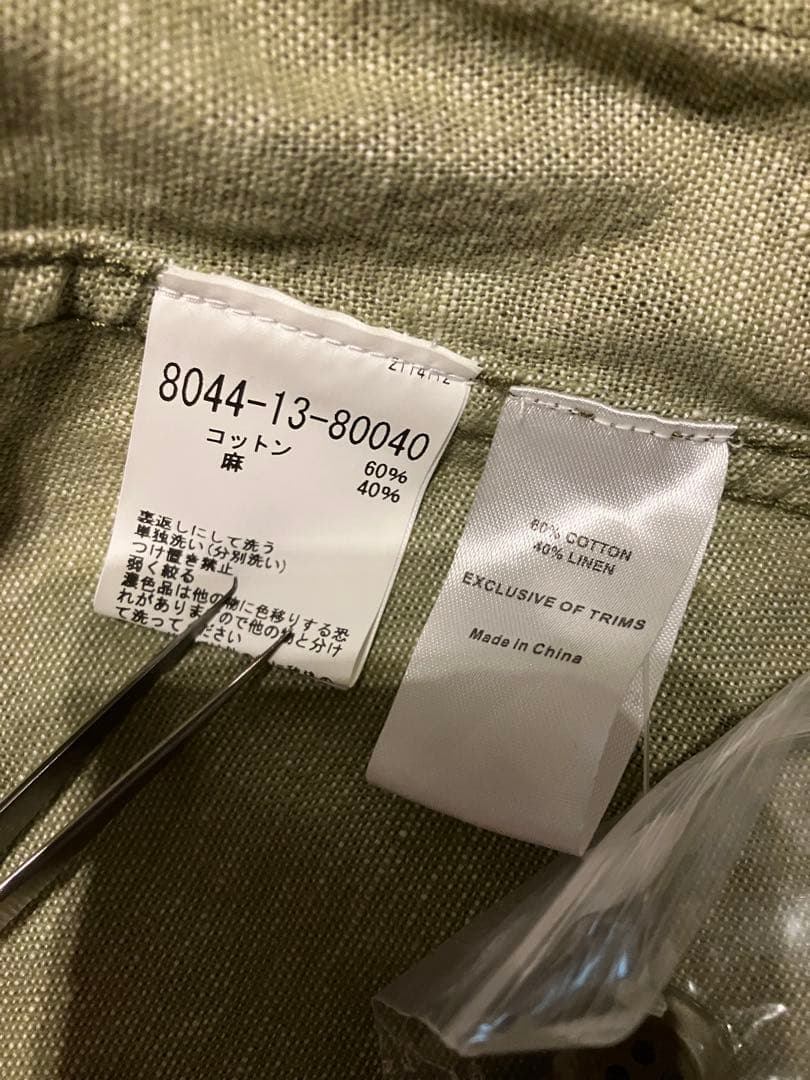 8044-13-80040
コットン 60%
麻 40%
裏返しにして洗う
単独洗い(分別洗い)
つけ置き禁止
弱く絞る
濃色品は他の物に色移りする恐
れがありますので他の物と分け
て洗ってください
60% COTTON
40% LINEN
EXCLUSIVE OF TRIMS
Made in China